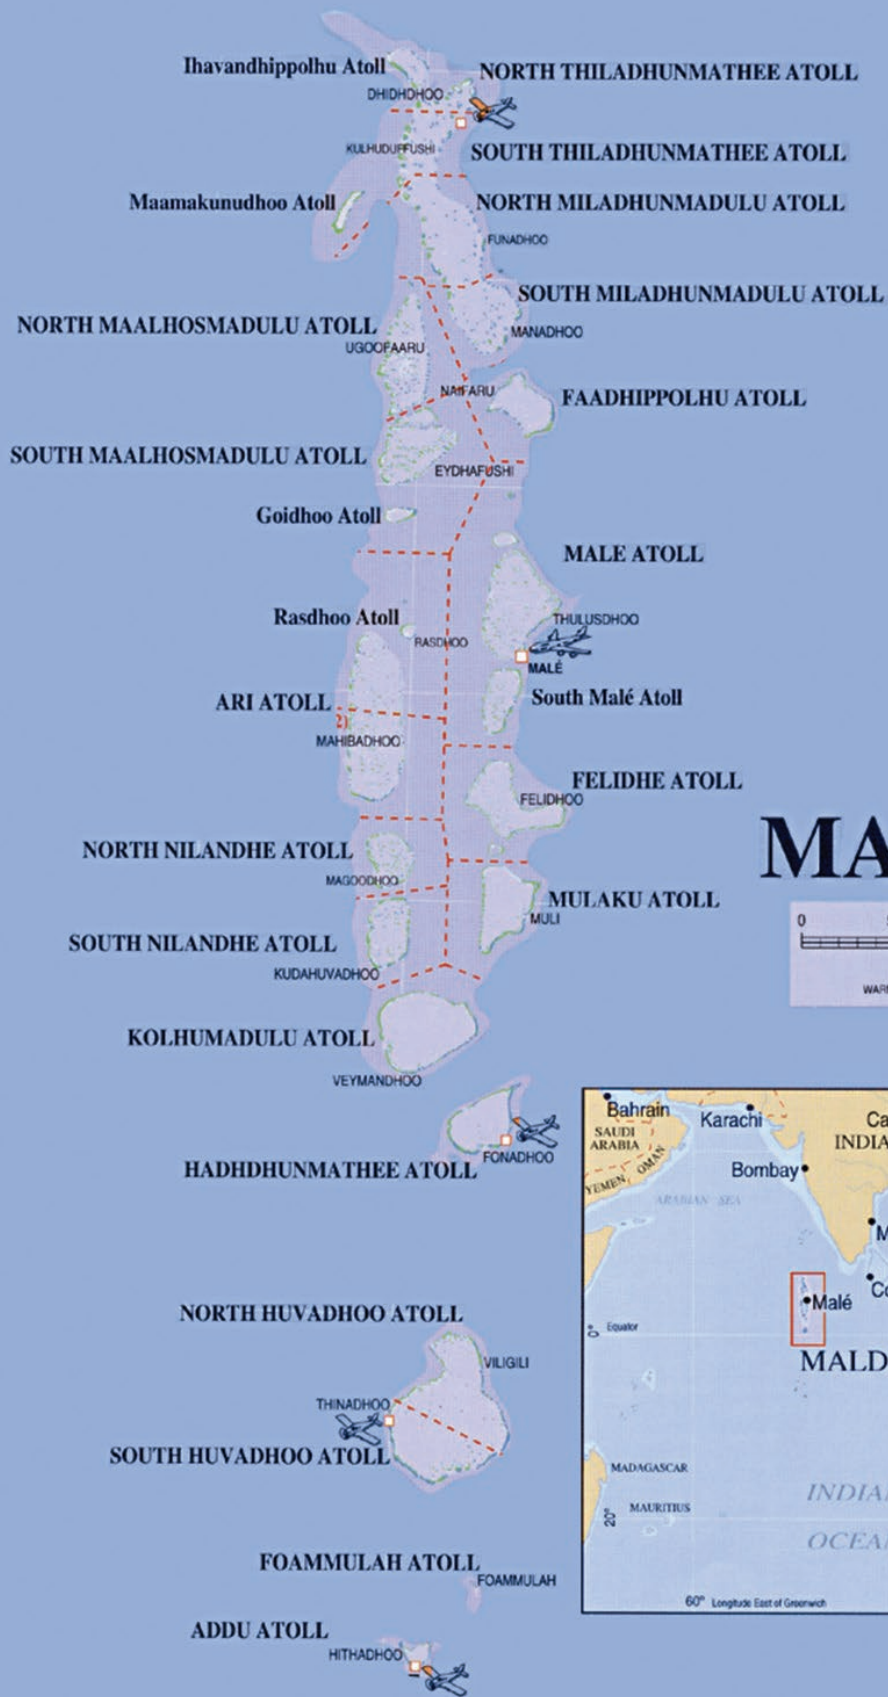 Ihavandhippolhu Atoll
NORTH THILADHUNMATHEE ATOLL
DHIDHDHOO
KULHUDUFFUSHI
SOUTH THILADHUNMATHEE ATOLL
Maamakunudhoo Atoll
NORTH MILADHUNMADULU ATOLL
FUNADHOO
SOUTH MILADHUNMADULU ATOLL
NORTH MAALHOSMADULU ATOLL
MANADHOO
UGOOFAARU
NAIFARU
FAADHIPPOLHU ATOLL
SOUTH MAALHOSMADULU ATOLL
EYDHAFUSHI
Goidhoo Atoll
MALE ATOLL
Rasdhoo Atoll
THULUSDHOO
RASDHOO
MALÉ
ARI ATOLL
South Malé Atoll
2)
MAHIBADHOO
FELIDHE ATOLL
FELIDHOO
MA
NORTH NILANDHE ATOLL
MAGOODHOO
MULAKU ATOLL
MULI
0
SOUTH NILANDHE ATOLL
KUDAHUVADHOO
WAR
KOLHUMADULU ATOLL
VEYMANDHOO
HADHDHUNMATHEE ATOLL
FONADHOO
Bahrain
Karachi
Ca
SAUDI
ARABIA
INDIA
OMAN
Bombay
YEMEN
ARABIAN SEA
M
Co
Malé
0° Equator
MALD
NORTH HUVADHOO ATOLL
VILIGILI
THINADHOO
SOUTH HUVADHOO ATOLL
MADAGASCAR
MAURITIUS
20°
INDIA
OCEA
60° Longitude East of Greenwich
FOAMMULAH ATOLL
FOAMMULAH
ADDU ATOLL
HITHADHOO